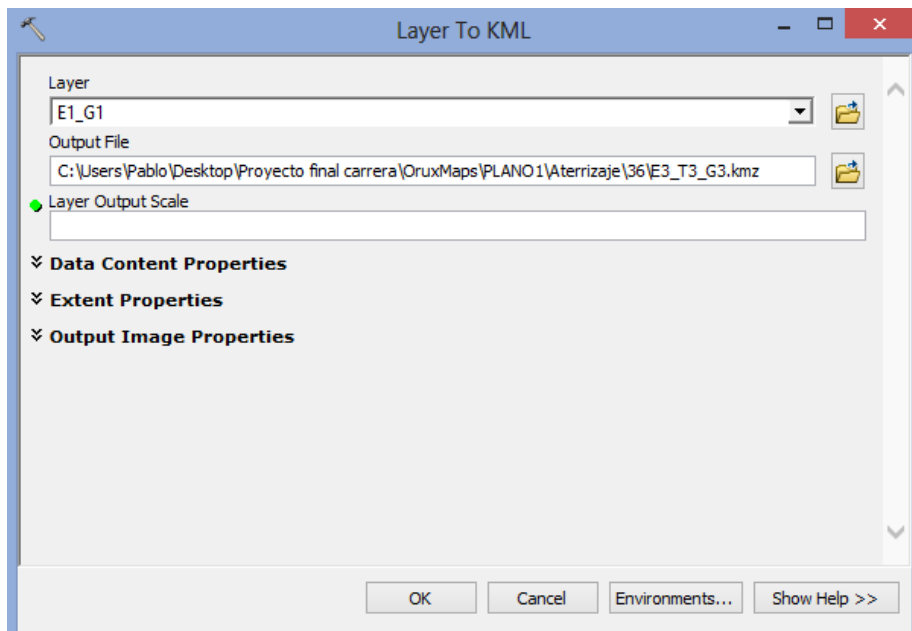 Layer To KML
Layer
E1_G1
Output File
C:\Users\Pablo\Desktop\Proyecto final carrera\OruxMaps\PLANO1\Aterrizaje\36\E3_T3_G3.kmz
Layer Output Scale
Data Content Properties
Extent Properties
Output Image Properties
OK
Cancel
Environments...
Show Help >>